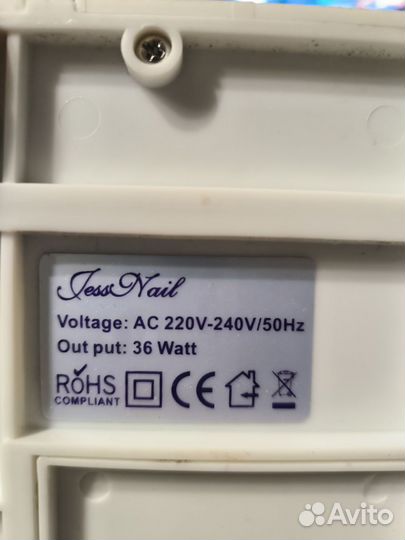 JessNail
Voltage: AC 220V-240V/50Hz
Out put: 36 Watt
RoHS
COMPLIANT
CE
Avito